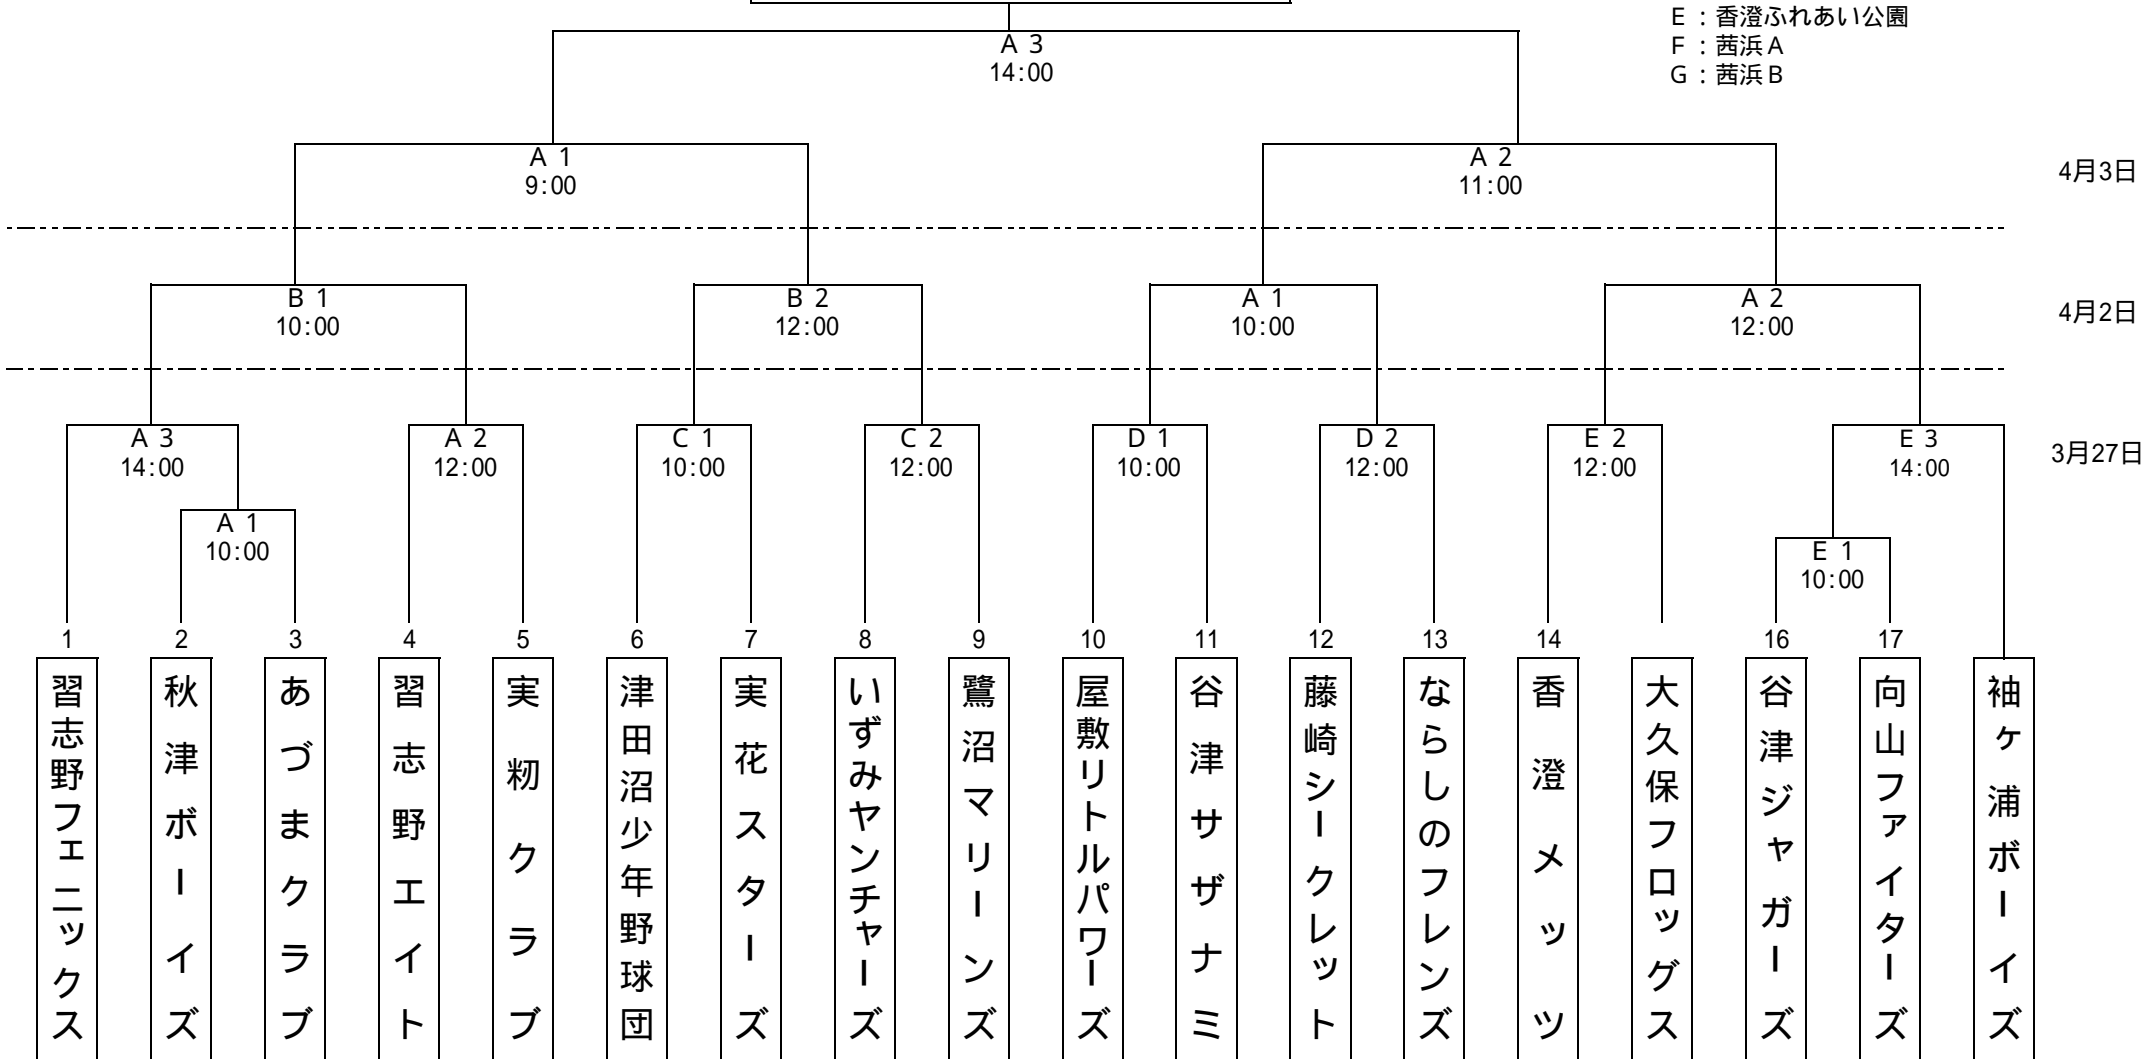 E：香澄ふれあい公園
F：茜浜A
G：茜浜B
A 3
14:00
A 1
9:00
A 2
11:00
4月3日
B 1
10:00
B 2
12:00
A 1
10:00
A 2
12:00
4月2日
A 3
14:00
A 2
12:00
C 1
10:00
C 2
12:00
D 1
10:00
D 2
12:00
E 2
12:00
E 3
14:00
3月27日
A 1
10:00
E 1
10:00
1
2
3
4
5
6
7
8
9
10
11
12
13
14
16
17
習志野フェニックス
秋津ボーイズ
あづまクラブ
習志野エイト
実籾クラブ
津田沼少年野球団
実花スターズ
いずみヤンチャーズ
鷺沼マリーンズ
屋敷リトルパワーズ
谷津サザナミ
藤崎シークレット
ならしのフレンズ
香澄メッツ
大久保フロッグス
谷津ジャガーズ
向山ファイターズ
袖ヶ浦ボーイズ